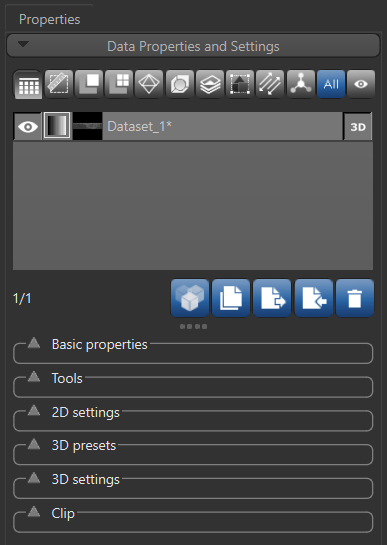 Properties
Data Properties and Settings
All
Dataset_1*
3D
1/1
Basic properties
Tools
2D settings
3D presets
3D settings
Clip